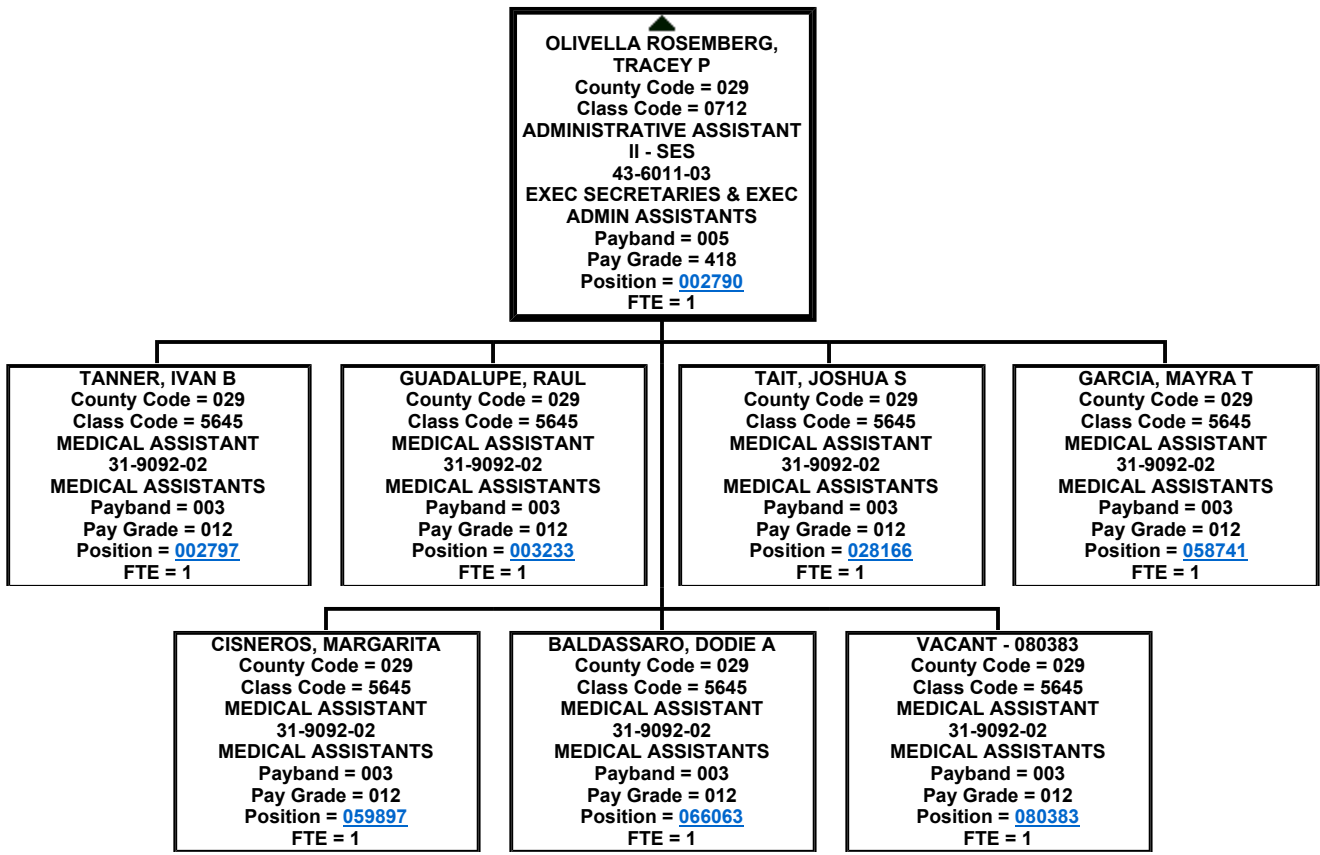 OLIVELLA ROSEMBERG,
TRACEY P
County Code = 029
Class Code = 0712
ADMINISTRATIVE ASSISTANT
II - SES
43-6011-03
EXEC SECRETARIES & EXEC
ADMIN ASSISTANTS
Payband = 005
Pay Grade = 418
Position = 002790
FTE = 1
TANNER, IVAN B
County Code = 029
Class Code = 5645
MEDICAL ASSISTANT
31-9092-02
MEDICAL ASSISTANTS
Payband = 003
Pay Grade = 012
Position = 002797
FTE = 1
GUADALUPE, RAUL
County Code = 029
Class Code = 5645
MEDICAL ASSISTANT
31-9092-02
MEDICAL ASSISTANTS
Payband = 003
Pay Grade = 012
Position = 003233
FTE = 1
TAIT, JOSHUA S
County Code = 029
Class Code = 5645
MEDICAL ASSISTANT
31-9092-02
MEDICAL ASSISTANTS
Payband = 003
Pay Grade = 012
Position = 028166
FTE = 1
GARCIA, MAYRA T
County Code = 029
Class Code = 5645
MEDICAL ASSISTANT
31-9092-02
MEDICAL ASSISTANTS
Payband = 003
Pay Grade = 012
Position = 058741
FTE = 1
CISNEROS, MARGARITA
County Code = 029
Class Code = 5645
MEDICAL ASSISTANT
31-9092-02
MEDICAL ASSISTANTS
Payband = 003
Pay Grade = 012
Position = 059897
FTE = 1
BALDASSARO, DODIE A
County Code = 029
Class Code = 5645
MEDICAL ASSISTANT
31-9092-02
MEDICAL ASSISTANTS
Payband = 003
Pay Grade = 012
Position = 066063
FTE = 1
VACANT - 080383
County Code = 029
Class Code = 5645
MEDICAL ASSISTANT
31-9092-02
MEDICAL ASSISTANTS
Payband = 003
Pay Grade = 012
Position = 080383
FTE = 1